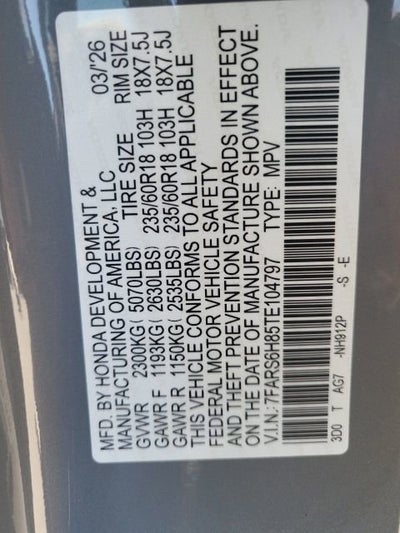 MFD. BY HONDA DEVELOPMENT & 03/'26
MANUFACTURING OF AMERICA, LLC
GVWR 2300KG( 5070LBS) TIRE SIZE RIM SIZE
GAWR F 1193KG( 2630LBS) 235/60R18 103H 18X7.5J
GAWR R 1150KG( 2535LBS) 235/60R18 103H 18X7.5J
THIS VEHICLE CONFORMS TO ALL APPLICABLE
FEDERAL MOTOR VEHICLE SAFETY
AND THEFT PREVENTION STANDARDS IN EFFECT
ON THE DATE OF MANUFACTURE SHOWN ABOVE.
V.I.N.: 7FARS6H85TE104797 TYPE: MPV
3D0 T AG7 -NH912P -S -E